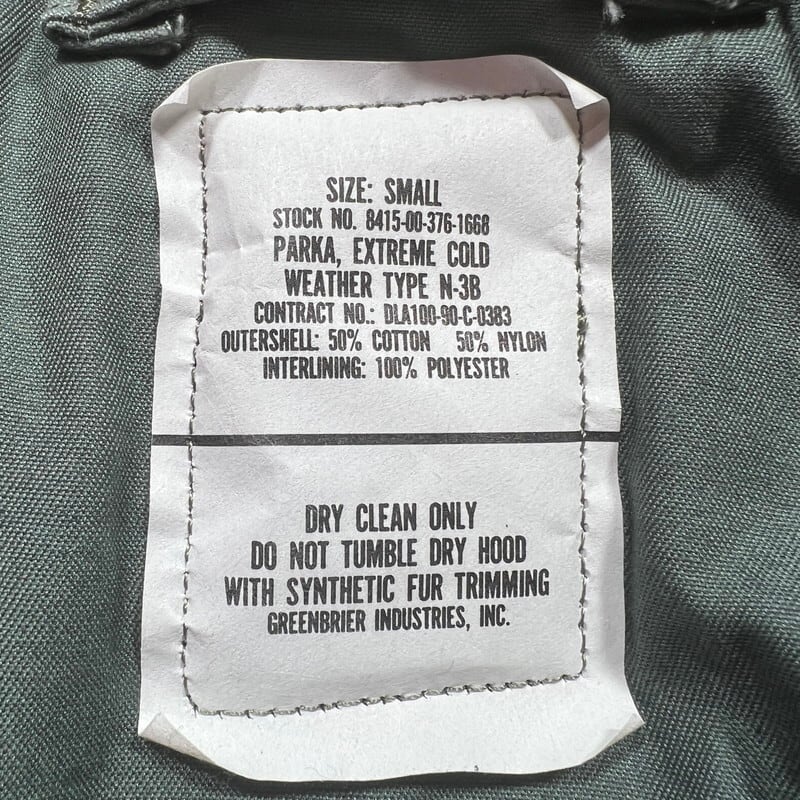 SIZE: SMALL
STOCK NO. 8415-00-376-1668
PARKA, EXTREME COLD
WEATHER TYPE N-3B
CONTRACT NO.: DLA100-90-C-0383
OUTERSHELL: 50% COTTON 50% NYLON
INTERLINING: 100% POLYESTER
DRY CLEAN ONLY
DO NOT TUMBLE DRY HOOD
WITH SYNTHETIC FUR TRIMMING
GREENBRIER INDUSTRIES, INC.